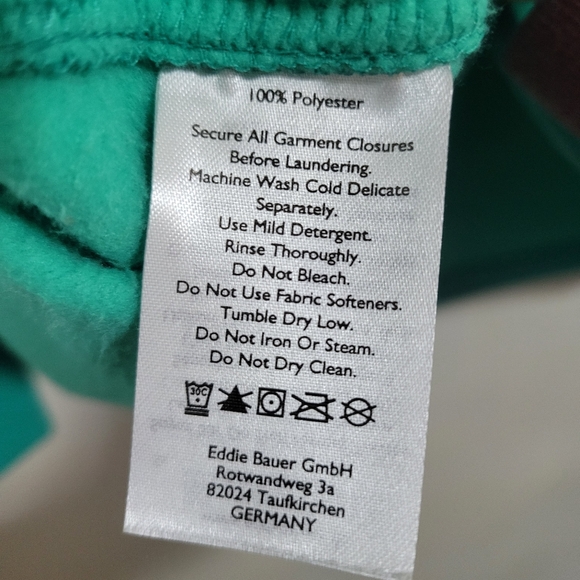 100% Polyester
Secure All Garment Closures
Before Laundering.
Machine Wash Cold Delicate
Separately.
Use Mild Detergent.
Rinse Thoroughly.
Do Not Bleach.
Do Not Use Fabric Softeners.
Tumble Dry Low.
Do Not Iron Or Steam.
Do Not Dry Clean.
30C
Eddie Bauer GmbH
Rotwandweg 3a
82024 Taufkirchen
GERMANY